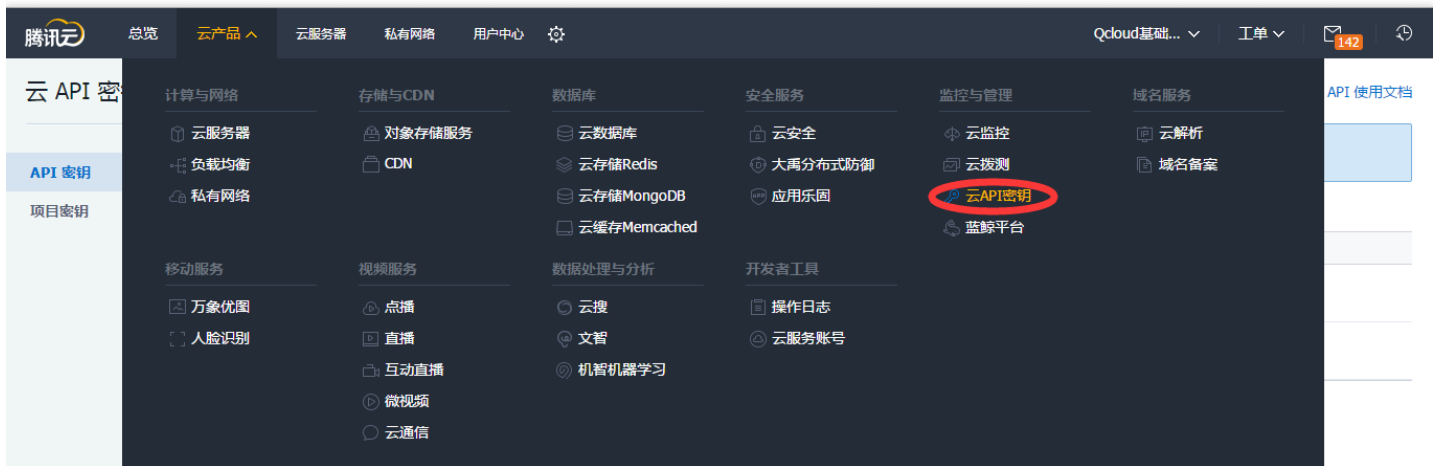 腾讯云 总览 云产品 云服务器 私有网络 用户中心 Qcloud基础... 工单 142
云 API 密 API 使用文档
API 密钥
项目密钥
计算与网络
云服务器
负载均衡
私有网络
存储与CDN
对象存储服务
CDN
数据库
云数据库
云存储Redis
云存储MongoDB
云缓存Memcached
安全服务
云安全
大禹分布式防御
应用乐固
监控与管理
云监控
云拨测
云API密钥
蓝鲸平台
域名服务
云解析
域名备案
移动服务
万象优图
人脸识别
视频服务
点播
直播
互动直播
微视频
云通信
数据处理与分析
云搜
文智
机智机器学习
开发者工具
操作日志
云服务账号